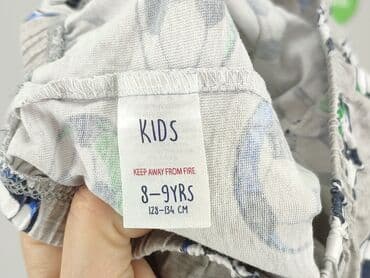 KIDS
KEEP AWAY FROM FIRE
8-9YRS
128-134 CM